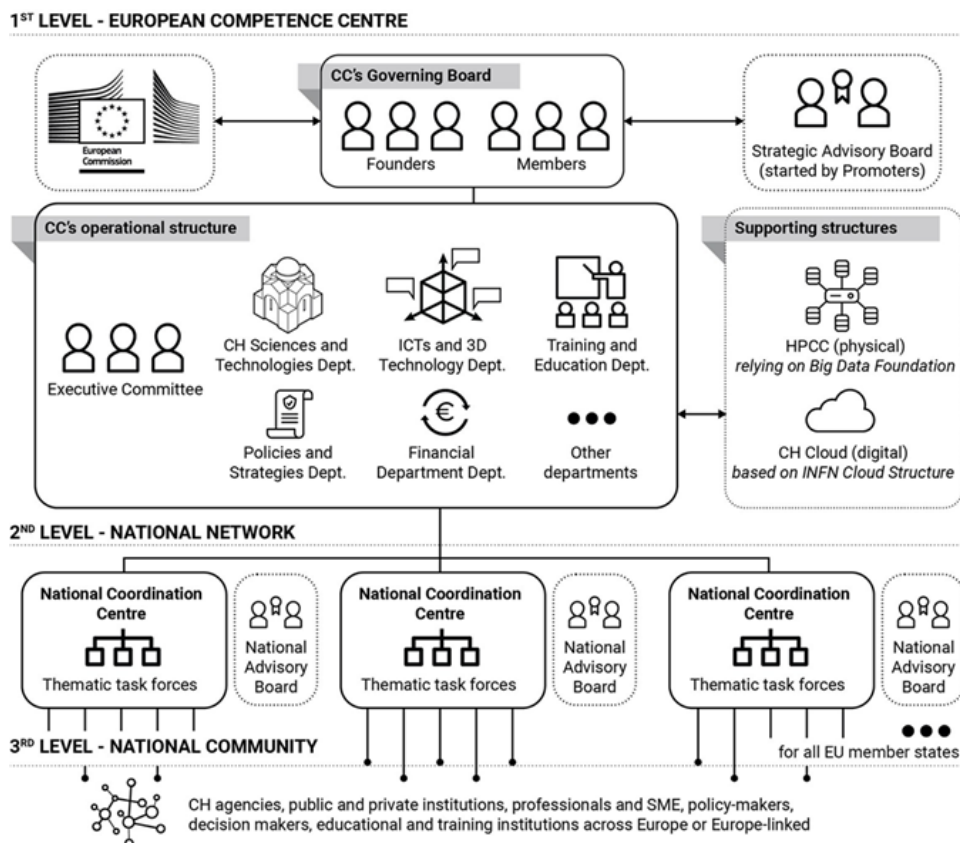 1ST LEVEL - EUROPEAN COMPETENCE CENTRE
European
Commission
CC's Governing Board
Founders
Members
Strategic Advisory Board
(started by Promoters)
CC's operational structure
Executive Committee
CH Sciences and
Technologies Dept.
ICTs and 3D
Technology Dept.
Training and
Education Dept.
Policies and
Strategies Dept.
€
Financial
Department Dept.
Other
departments
Supporting structures
HPCC (physical)
relying on Big Data Foundation
CH Cloud (digital)
based on INFN Cloud Structure
2ND LEVEL - NATIONAL NETWORK
National Coordination
Centre
Thematic task forces
National
Advisory
Board
National Coordination
Centre
Thematic task forces
National
Advisory
Board
National Coordination
Centre
Thematic task forces
National
Advisory
Board
3RD LEVEL - NATIONAL COMMUNITY
for all EU member states
CH agencies, public and private institutions, professionals and SME, policy-makers,
decision makers, educational and training institutions across Europe or Europe-linked